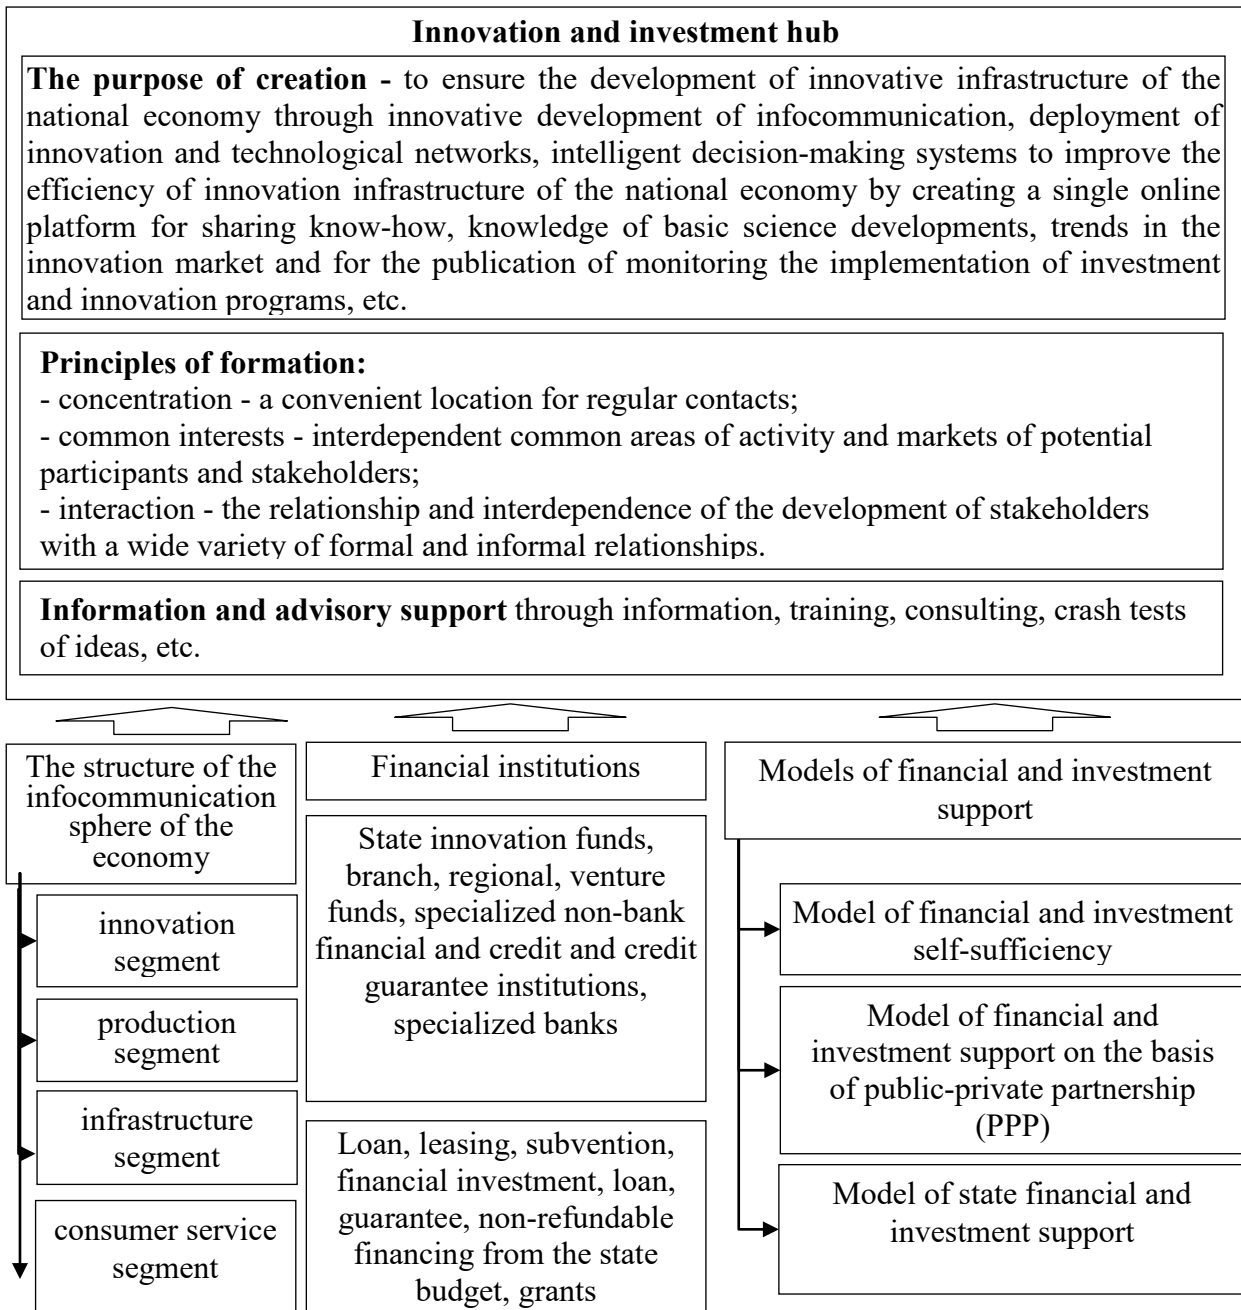 Innovation and investment hub
The purpose of creation - to ensure the development of innovative infrastructure of the
national economy through innovative development of infocommunication, deployment of
innovation and technological networks, intelligent decision-making systems to improve the
efficiency of innovation infrastructure of the national economy by creating a single online
platform for sharing know-how, knowledge of basic science developments, trends in the
innovation market and for the publication of monitoring the implementation of investment
and innovation programs, etc.
Principles of formation:
- concentration - a convenient location for regular contacts;
- common interests - interdependent common areas of activity and markets of potential
participants and stakeholders;
- interaction - the relationship and interdependence of the development of stakeholders
with a wide variety of formal and informal relationships.
Information and advisory support through information, training, consulting, crash tests
of ideas, etc.
The structure of the
infocommunication
sphere of the
economy
innovation
segment
production
segment
infrastructure
segment
consumer service
segment
Financial institutions
State innovation funds,
branch, regional, venture
funds, specialized non-bank
financial and credit and credit
guarantee institutions,
specialized banks
Loan, leasing, subvention,
financial investment, loan,
guarantee, non-refundable
financing from the state
budget, grants
Models of financial and investment
support
Model of financial and investment
self-sufficiency
Model of financial and
investment support on the basis
of public-private partnership
(PPP)
Model of state financial and
investment support